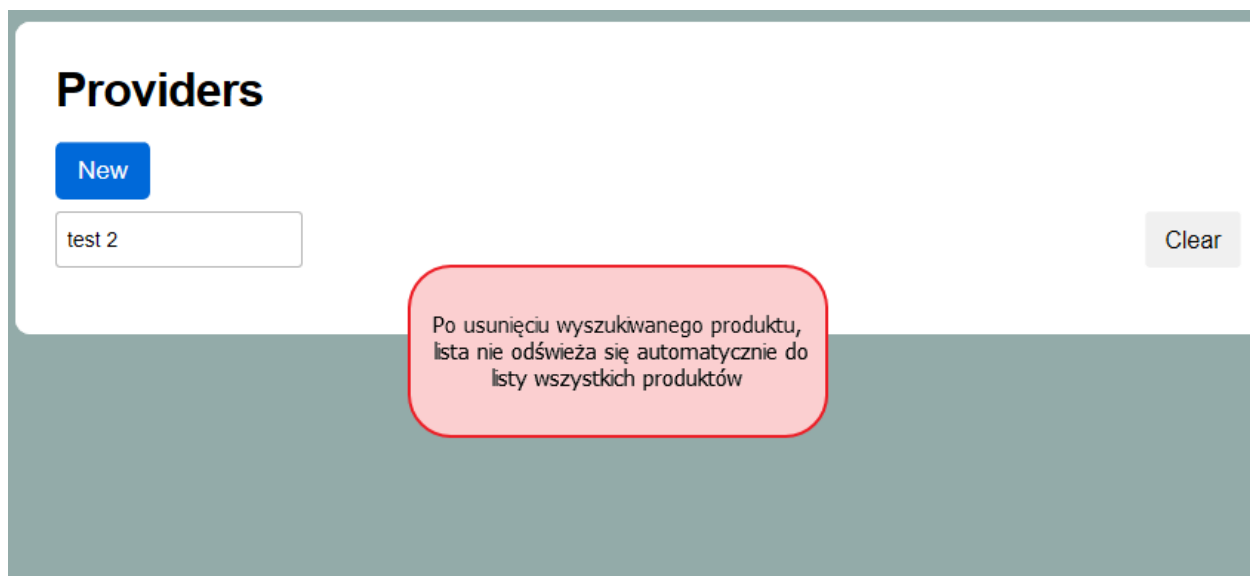 Providers
New
test 2
Clear
Po usunięciu wyszukiwanego produktu,
lista nie odświeża się automatycznie do
listy wszystkich produktów